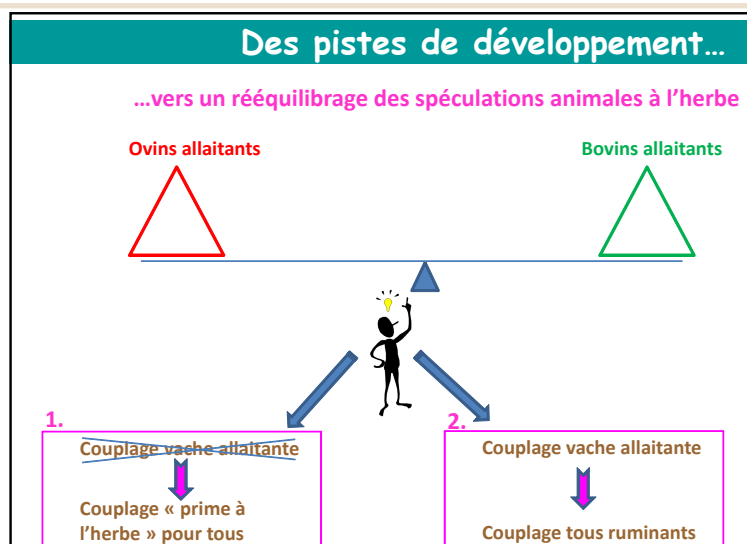 Des pistes de développement…
…vers un rééquilibrage des spéculations animales à l’herbe
Ovins allaitants
Bovins allaitants
1.
Couplage vache allaitante
Couplage « prime à
l’herbe » pour tous
2.
Couplage vache allaitante
Couplage tous ruminants